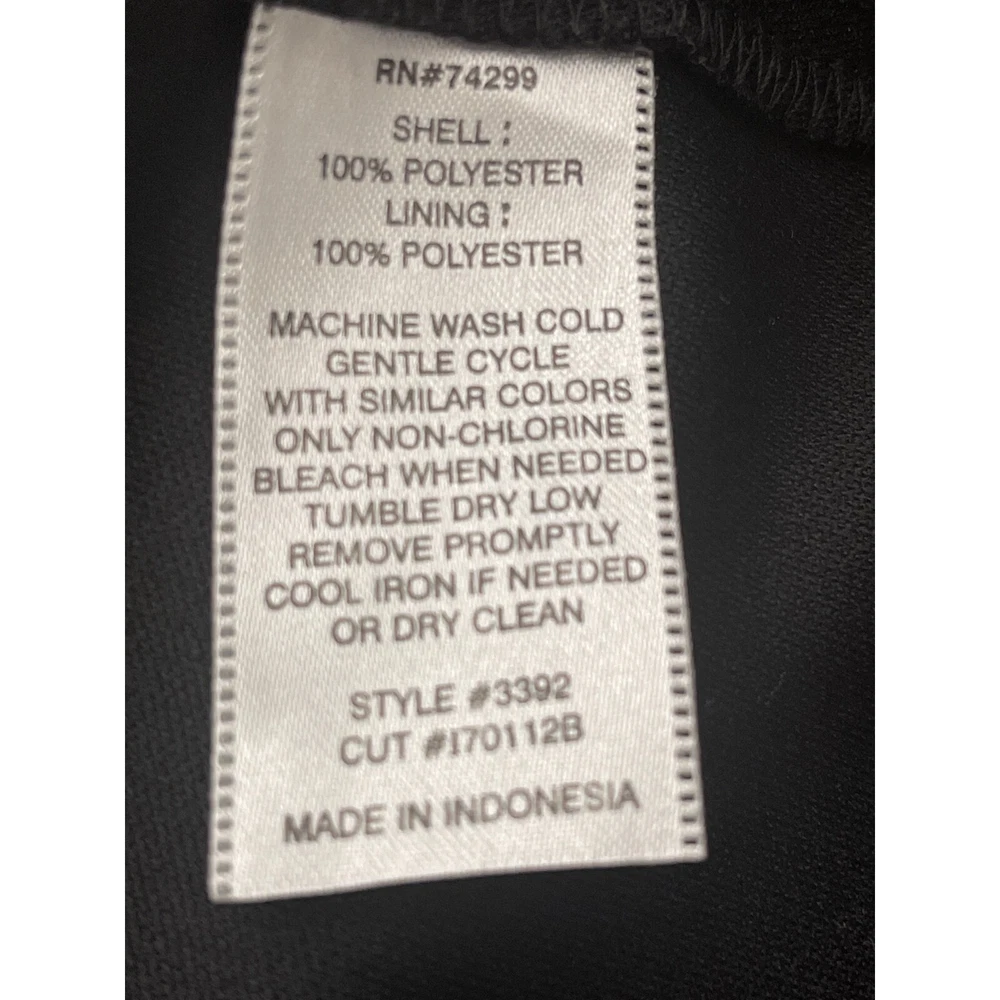 RN#74299
SHELL:
100% POLYESTER
LINING:
100% POLYESTER
MACHINE WASH COLD
GENTLE CYCLE
WITH SIMILAR COLORS
ONLY NON-CHLORINE
BLEACH WHEN NEEDED
TUMBLE DRY LOW
REMOVE PROMPTLY
COOL IRON IF NEEDED
OR DRY CLEAN
STYLE #3392
CUT #I70112B
MADE IN INDONESIA